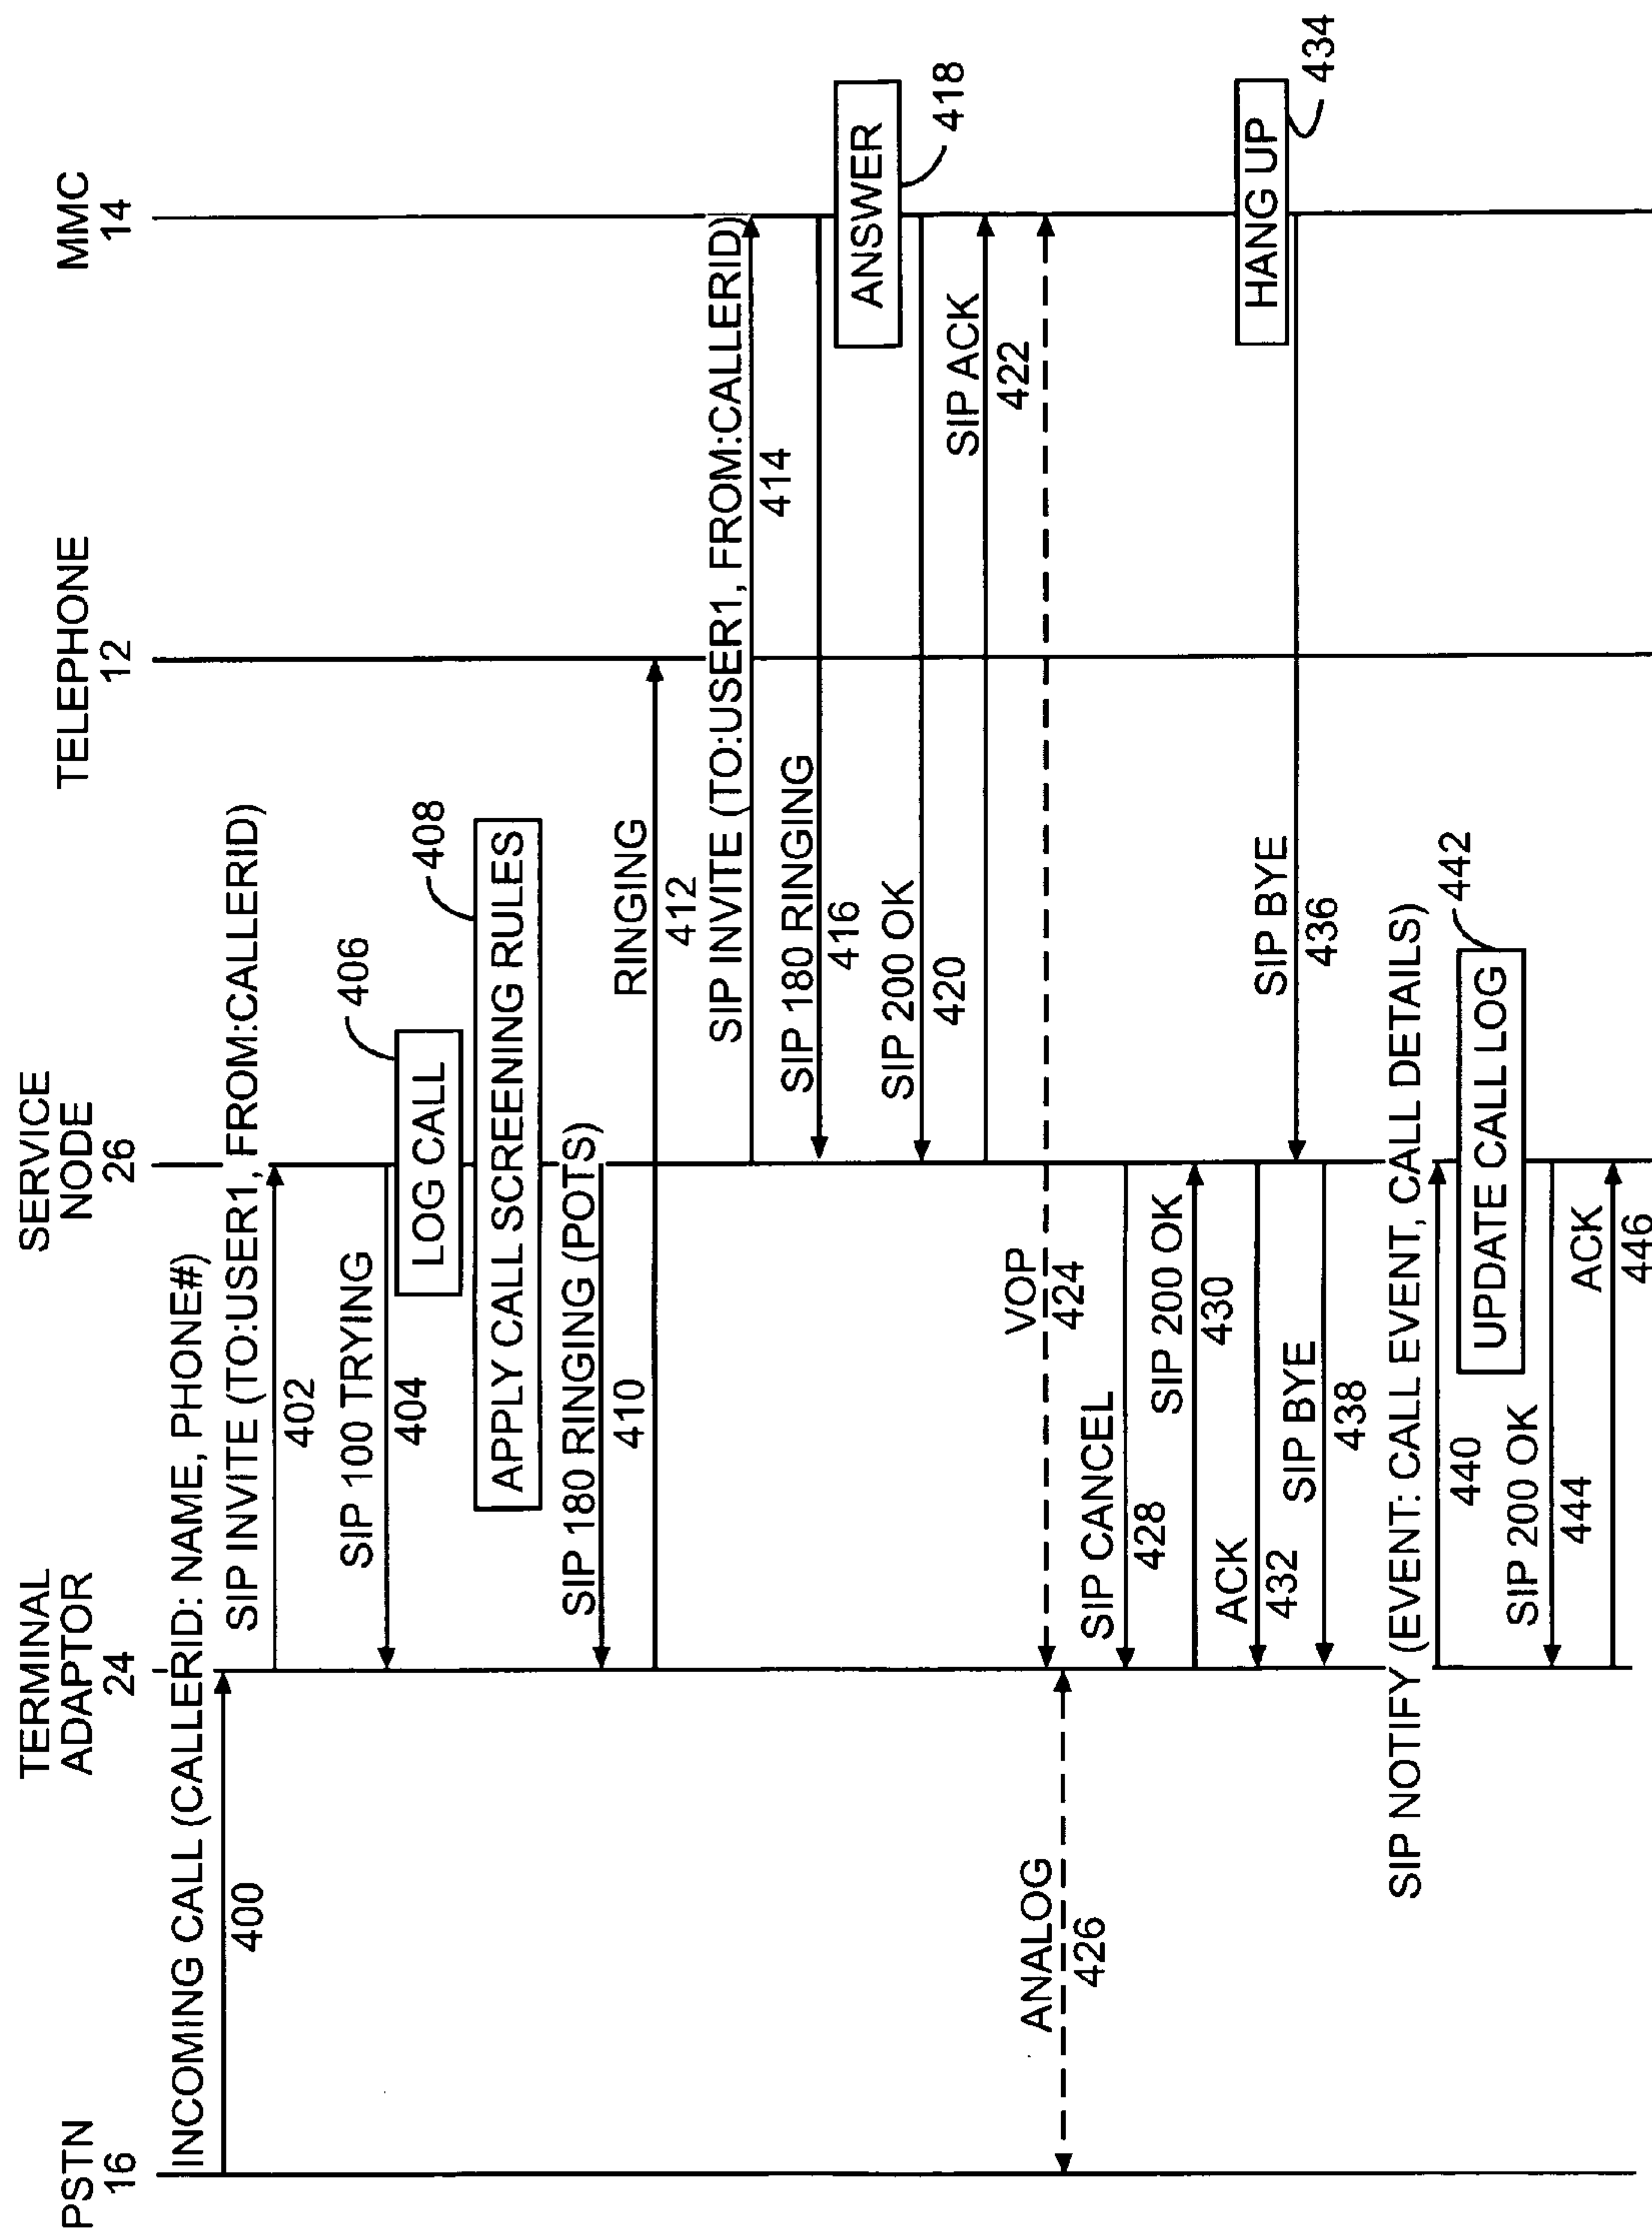 PSTN
16
TERMINAL
ADAPTOR
24
SERVICE
NODE
26
TELEPHONE
12
MMC
14
INCOMING CALL (CALLERID: NAME, PHONE#)
400
SIP INVITE (TO:USER1, FROM:CALLERID)
402
SIP 100 TRYING
404
LOG CALL
406
APPLY CALL SCREENING RULES
408
SIP 180 RINGING (POTS)
410
RINGING
412
SIP INVITE (TO:USER1, FROM:CALLERID)
414
SIP 180 RINGING
416
ANSWER
418
SIP 200 OK
420
SIP ACK
422
VOP
424
ANALOG
426
SIP CANCEL
428
SIP 200 OK
430
ACK
432
HANG UP
434
SIP BYE
436
SIP BYE
438
SIP NOTIFY (EVENT: CALL EVENT, CALL DETAILS)
440
UPDATE CALL LOG
442
SIP 200 OK
444
ACK
446